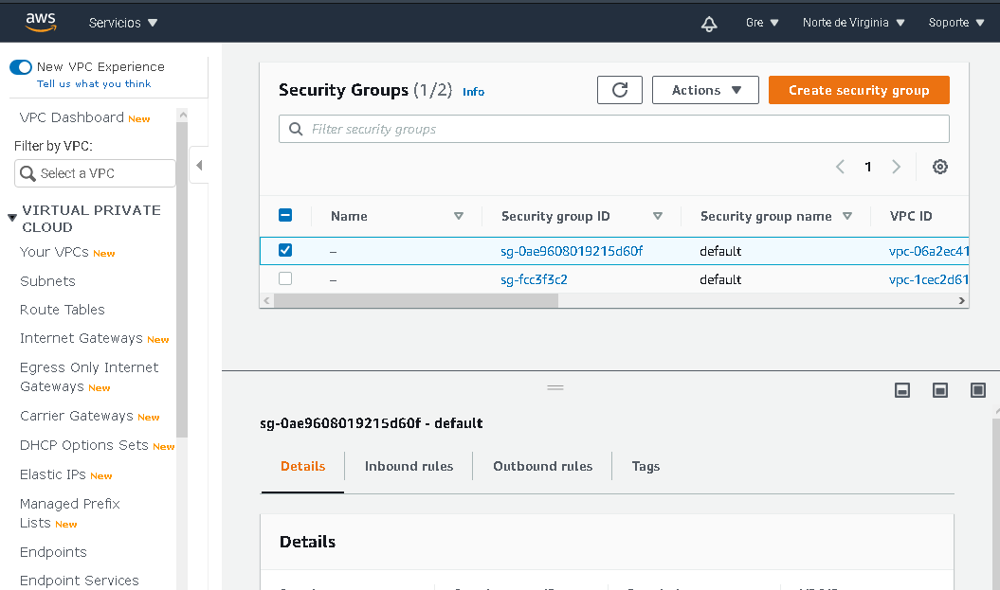 aws Servicios Gre Norte de Virginia Soporte
New VPC Experience
Tell us what you think
VPC Dashboard New
Filter by VPC:
Select a VPC
VIRTUAL PRIVATE
CLOUD
Your VPCs New
Subnets
Route Tables
Internet Gateways New
Egress Only Internet
Gateways New
Carrier Gateways New
DHCP Options Sets New
Elastic IPs New
Managed Prefix
Lists New
Endpoints
Endpoint Services
Security Groups (1/2) Info Actions Create security group
Filter security groups
1
Name Security group ID Security group name VPC ID
– sg-0ae9608019215d60f default vpc-06a2ec41
– sg-fcc3f3c2 default vpc-1cec2d61
sg-0ae9608019215d60f - default
Details Inbound rules Outbound rules Tags
Details